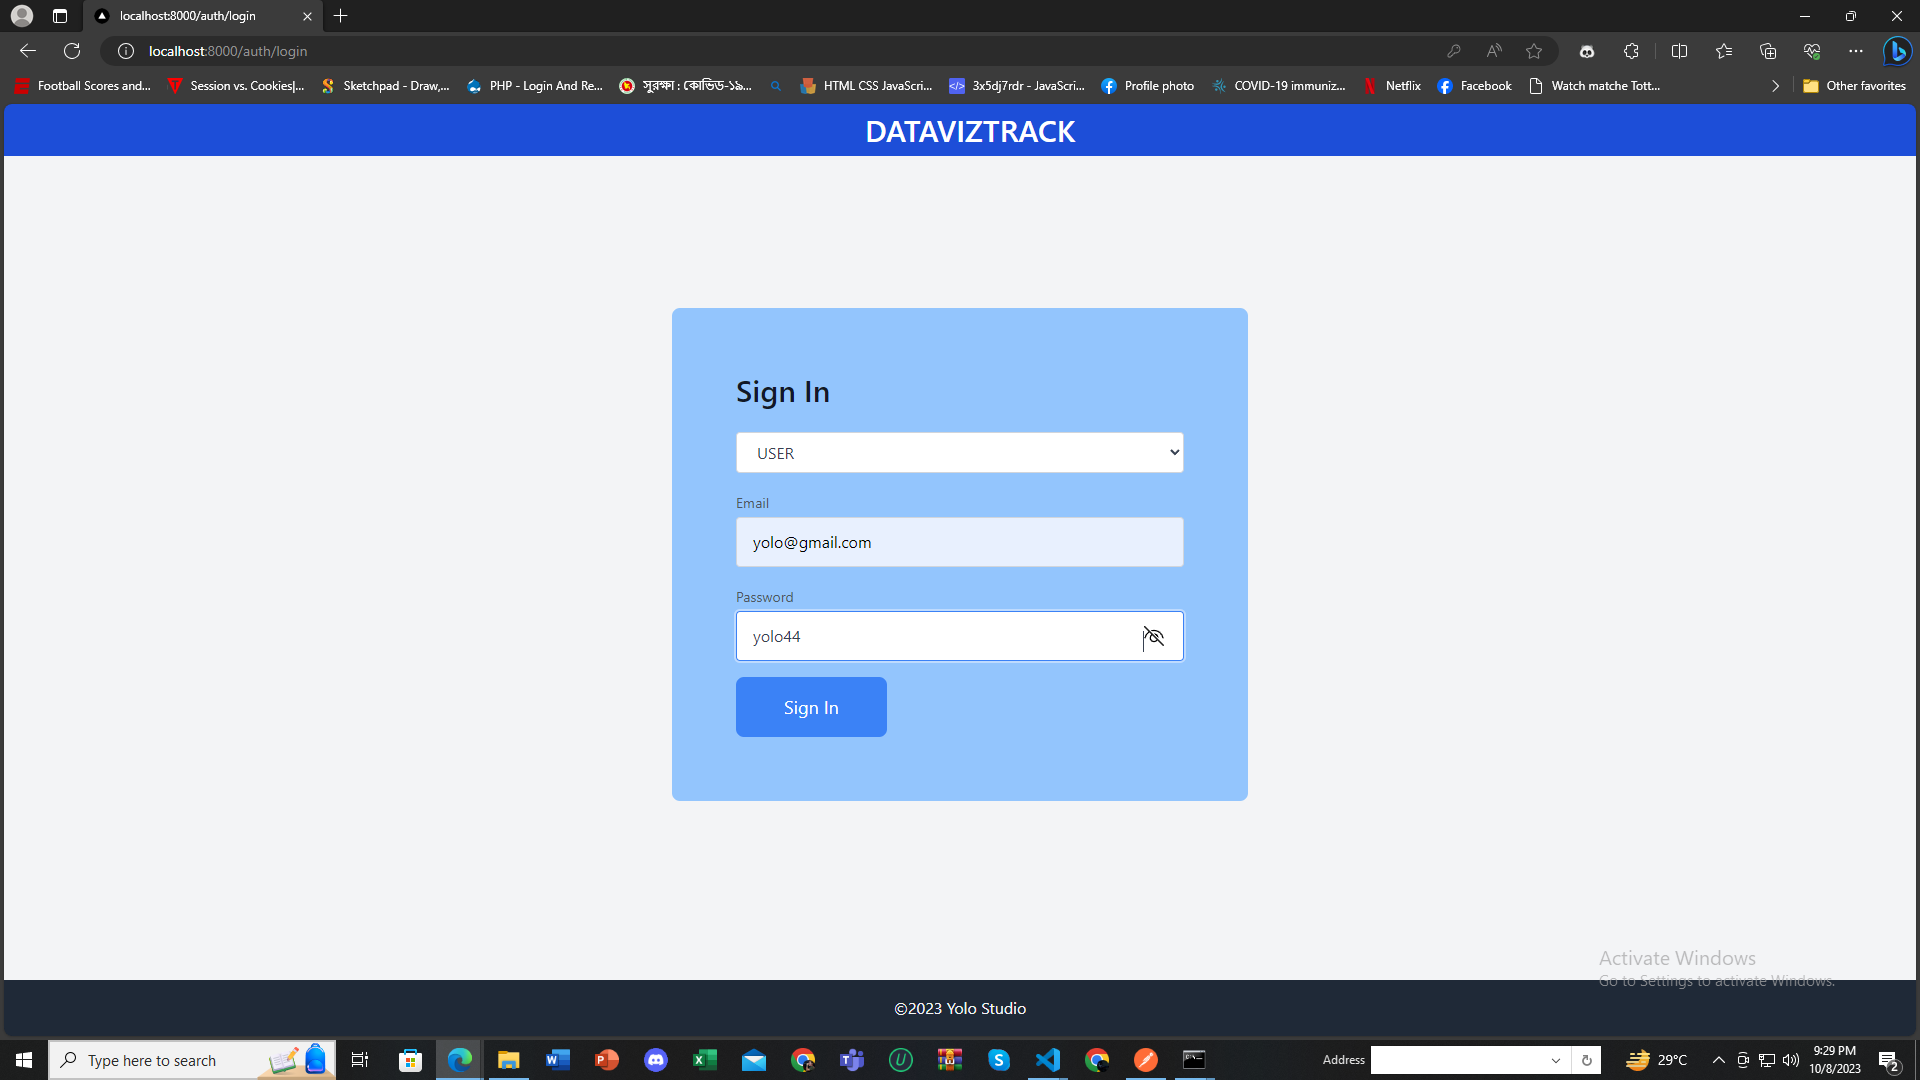 localhost:8000/auth/login
localhost:8000/auth/login
Football Scores and...
Session vs. Cookies|...
Sketchpad - Draw,...
PHP - Login And Re...
সুরক্ষা : কোভিড-১৯...
HTML CSS JavaScri...
3x5dj7rdr - JavaScri...
Profile photo
COVID-19 immuniz...
Netflix
Facebook
Watch matche Tott...
Other favorites
DATAVIZTRACK
Sign In
USER
Email
yolo@gmail.com
Password
yolo44
Sign In
Activate Windows
Go to Settings to activate Windows.
©2023 Yolo Studio
Type here to search
Address
29°C
9:29 PM
10/8/2023
2